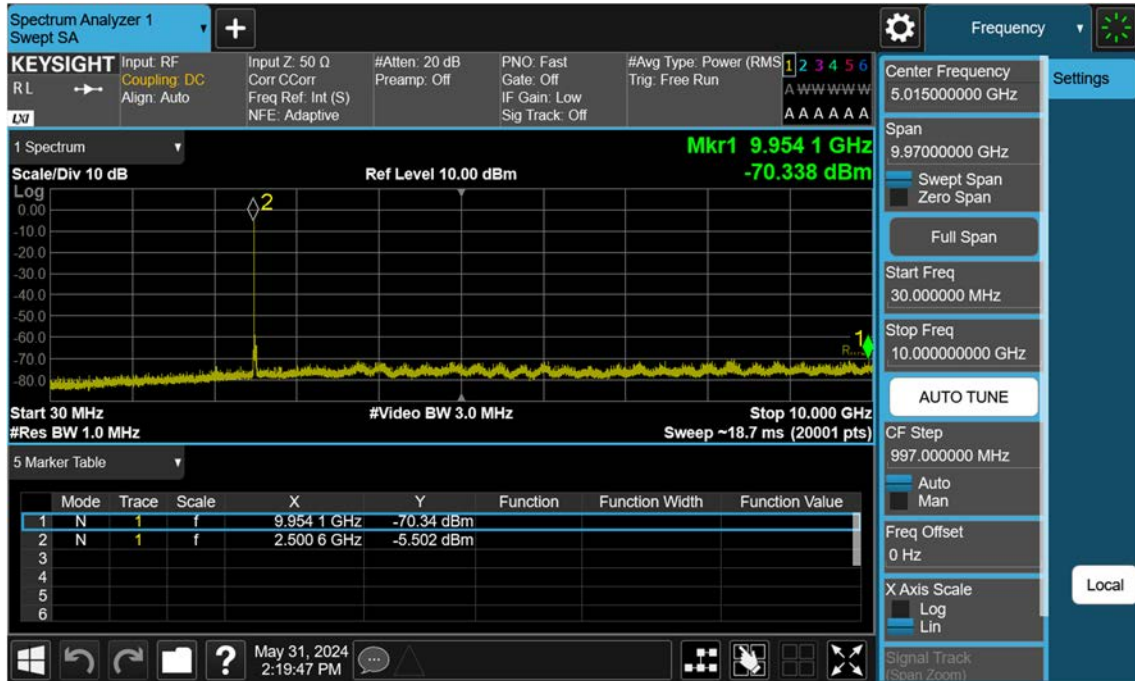 Spectrum Analyzer 1
Swept SA
+
Frequency
KEYSIGHT
R L
LXI
Input: RF
Coupling: DC
Align: Auto
Input Z: 50 Ω
Corr CCorr
Freq Ref: Int (S)
NFE: Adaptive
#Atten: 20 dB
Preamp: Off
PNO: Fast
Gate: Off
IF Gain: Low
Sig Track: Off
#Avg Type: Power (RMS
Trig: Free Run
1 2 3 4 5 6
A W W W W W
A A A A A A
1 Spectrum
Scale/Div 10 dB
Ref Level 10.00 dBm
Mkr1 9.954 1 GHz
-70.338 dBm
Log
0.00
-10.0
-20.0
-30.0
-40.0
-50.0
-60.0
-70.0
-80.0
2
1
R...
Start 30 MHz
#Video BW 3.0 MHz
Stop 10.000 GHz
#Res BW 1.0 MHz
Sweep ~18.7 ms (20001 pts)
5 Marker Table
Mode Trace Scale X Y Function Function Width Function Value
1 N 1 f 9.954 1 GHz -70.34 dBm
2 N 1 f 2.500 6 GHz -5.502 dBm
3
4
5
6
?
May 31, 2024
2:19:47 PM
Center Frequency
5.015000000 GHz
Span
9.97000000 GHz
Swept Span
Zero Span
Full Span
Start Freq
30.000000 MHz
Stop Freq
10.000000000 GHz
AUTO TUNE
CF Step
997.000000 MHz
Auto
Man
Freq Offset
0 Hz
X Axis Scale
Log
Lin
Signal Track
(Span Zoom)
Settings
Local